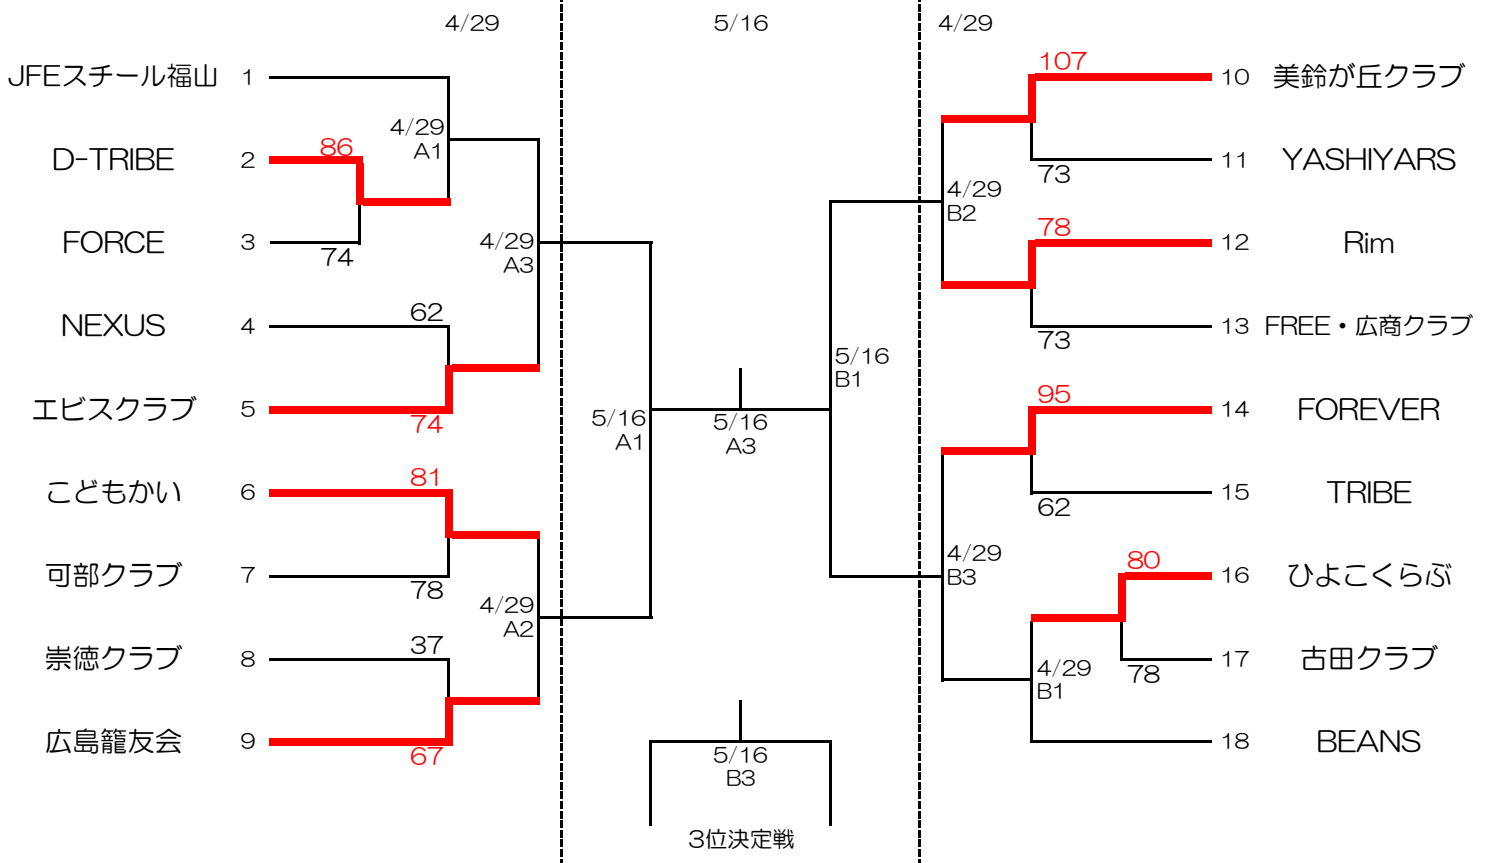 4/29
5/16
4/29
JFEスチール福山 1
D-TRIBE 2
FORCE 3
NEXUS 4
エビスクラブ 5
こどもかい 6
可部クラブ 7
崇徳クラブ 8
広島籠友会 9
86
74
4/29
A1
62
74
4/29
A3
81
78
37
67
4/29
A2
5/16
A1
5/16
A3
5/16
B1
5/16
B3
3位決定戦
107
73
4/29
B2
78
73
95
62
4/29
B3
80
78
4/29
B1
10 美鈴が丘クラブ
11 YASHIYARS
12 Rim
13 FREE・広商クラブ
14 FOREVER
15 TRIBE
16 ひよこくらぶ
17 古田クラブ
18 BEANS